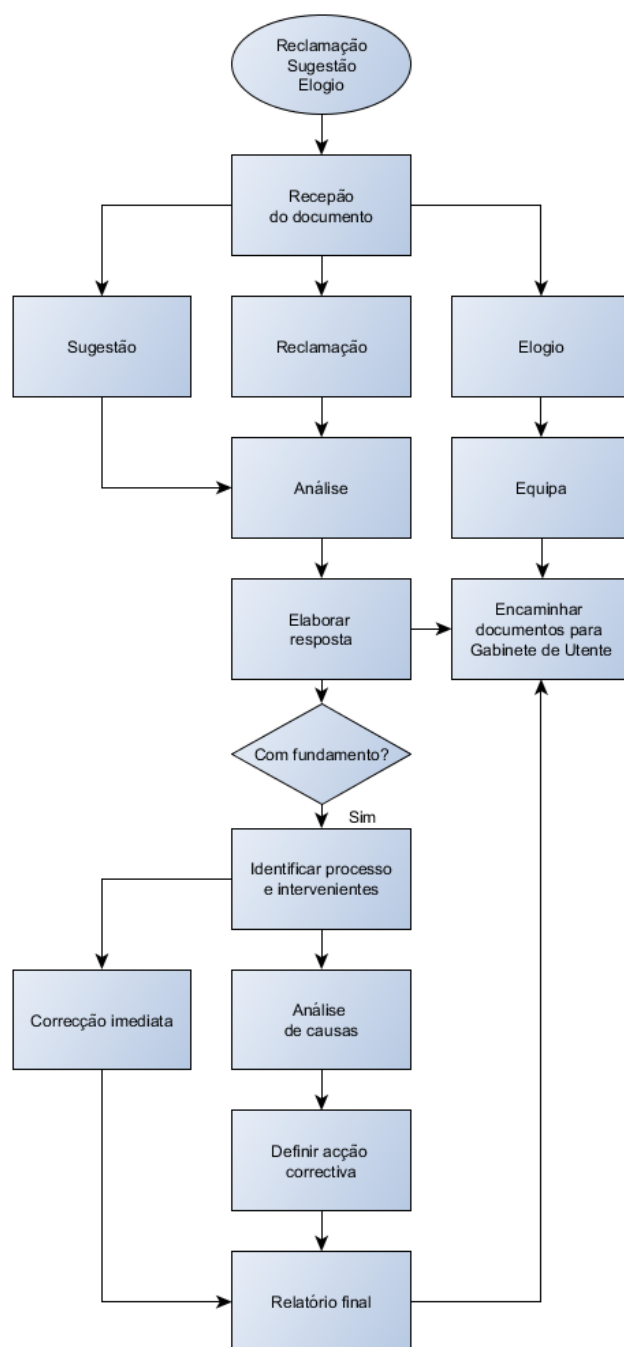 Reclamação
Sugestão
Elogio
Recepão
do documento
Sugestão
Reclamação
Elogio
Análise
Equipa
Elaborar
resposta
Encaminhar
documentos para
Gabinete de Utente
Com fundamento?
Sim
Identificar processo
e intervenientes
Correcção imediata
Análise
de causas
Definir acção
correctiva
Relatório final